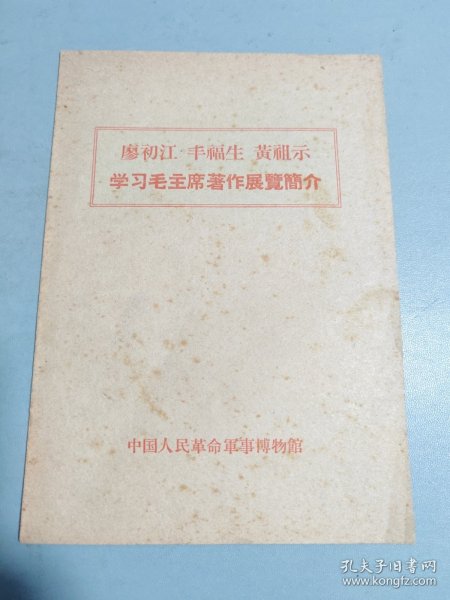 廖初江 丰福生 黄祖示
学习毛主席著作展覽簡介
中国人民革命軍事博物館
孔夫子旧书网
www.kongfz.com